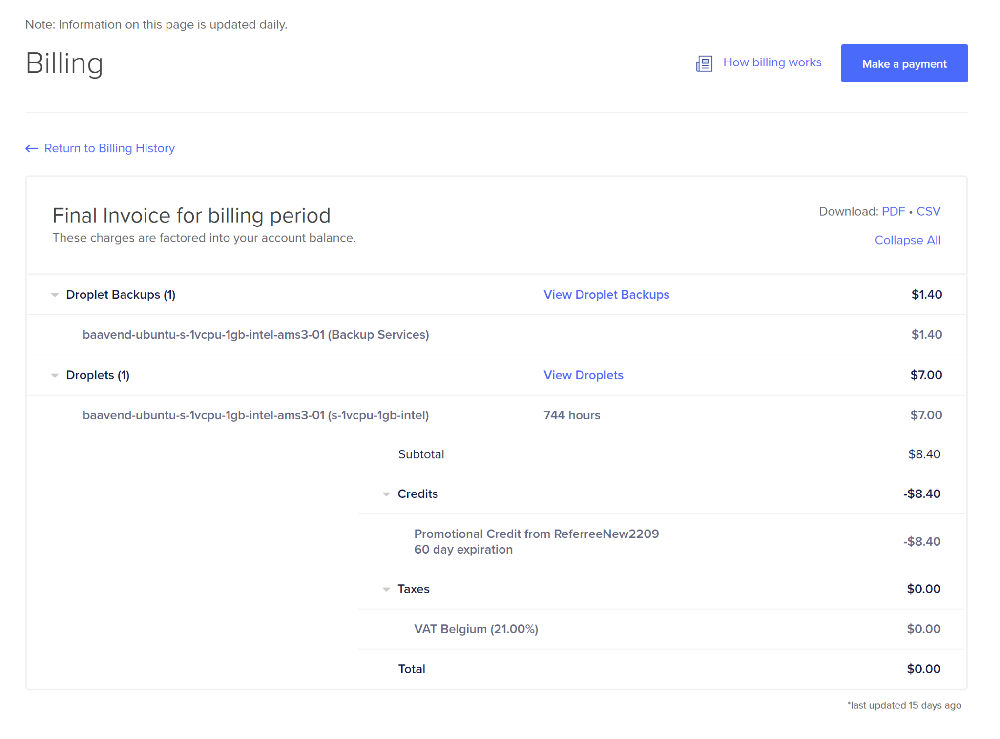 Note: Information on this page is updated daily.
Billing
How billing works
Make a payment
← Return to Billing History
Final Invoice for billing period
These charges are factored into your account balance.
Download: PDF • CSV
Collapse All
Droplet Backups (1) View Droplet Backups $1.40
baavend-ubuntu-s-1vcpu-1gb-intel-ams3-01 (Backup Services) $1.40
Droplets (1) View Droplets $7.00
baavend-ubuntu-s-1vcpu-1gb-intel-ams3-01 (s-1vcpu-1gb-intel) 744 hours $7.00
Subtotal $8.40
Credits -$8.40
Promotional Credit from ReferreeNew2209
60 day expiration
-$8.40
Taxes $0.00
VAT Belgium (21.00%) $0.00
Total $0.00
*last updated 15 days ago